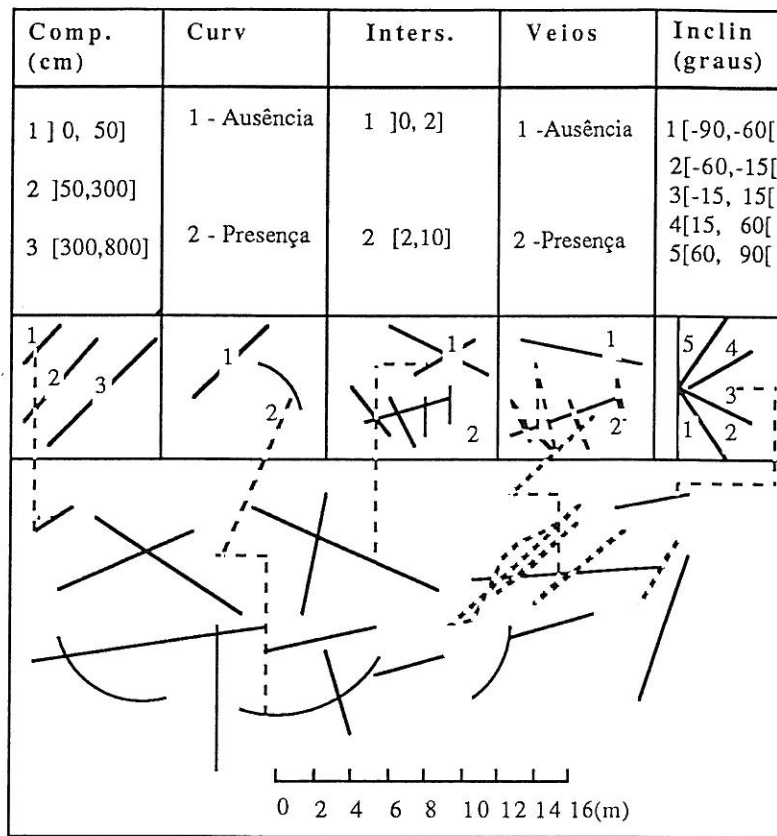 Comp. (cm)
Curv
Inters.
Veios
Inclin (graus)
1 ] 0, 50]
2 ]50,300]
3 [300,800]
1 - Ausência
2 - Presença
1 ]0, 2]
2 [2,10]
1 -Ausência
2 -Presença
1[-90,-60[
2[-60,-15[
3[-15, 15[
4[15, 60[
5[60, 90[
1
2
3
1
2
1
2
1
2
5
4
3
1
2
0 2 4 6 8 10 12 14 16(m)